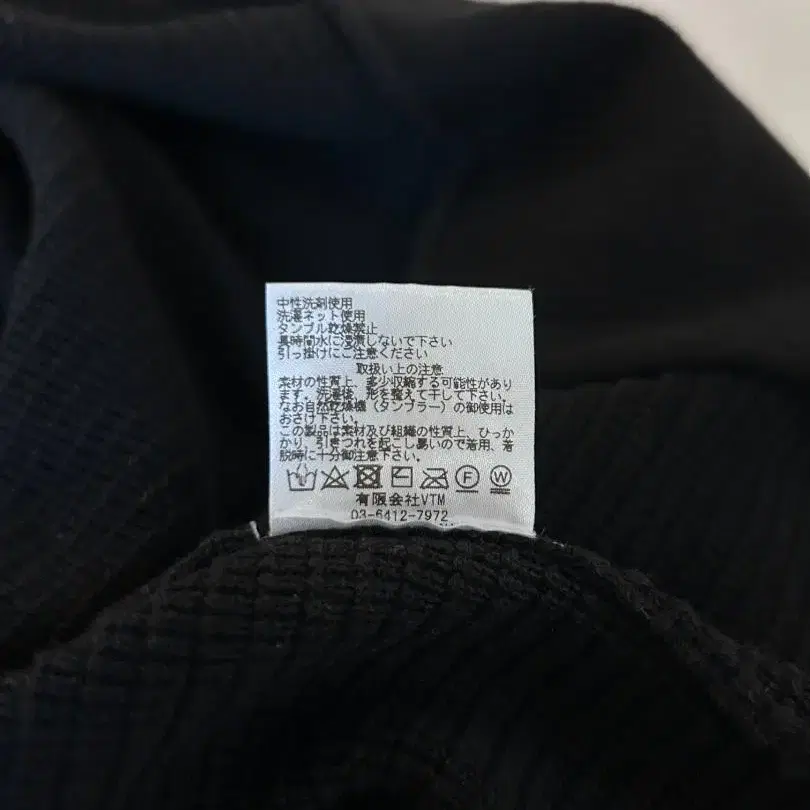 中性洗剤使用
洗濯ネット使用
タンブル乾燥禁止
長時間水に浸漬しないで下さい
引っ掛けにご注意ください
取扱い上の注意
素材の性質上、多少収縮する可能性があり
ます。洗濯後、形を整えて干して下さい。
なお自然乾燥機（タンブラー）の御使用は
おさけ下さい。
この製品は素材及び組織の性質上、ひっか
かり、引きつれを起こし易いので着用、着
脱時に十分御注意下さい。
F W
有限会社VTM
03-6412-7972